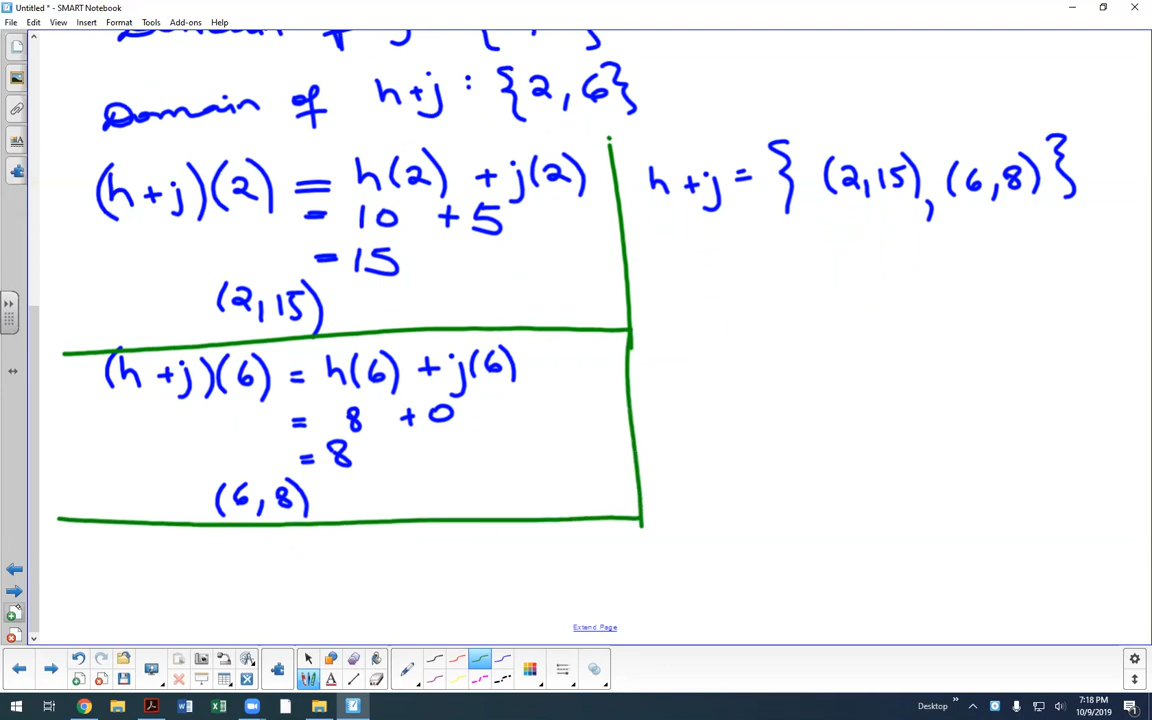 Untitled * - SMART Notebook
File Edit View Insert Format Tools Add-ons Help
Domain of h+j : {2, 6}
(h+j)(2) = h(2) + j(2)
= 10 + 5
= 15
(2, 15)
h+j = { (2,15), (6,8) }
(h+j)(6) = h(6) + j(6)
= 8 + 0
= 8
(6, 8)
Extend Page
Desktop
7:18 PM
10/9/2019